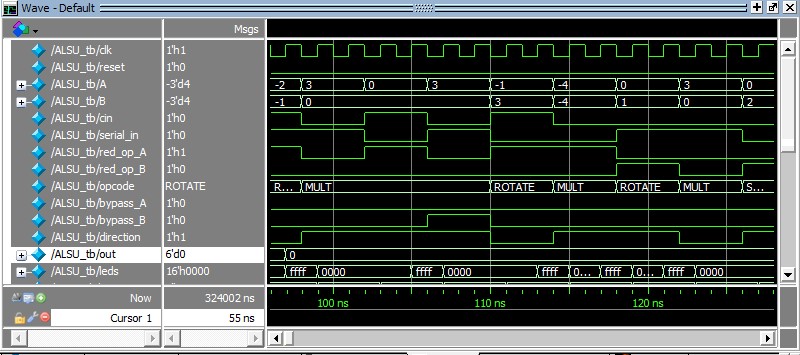 Wave - Default
Msgs
/ALSU_tb/clk 1'h1
/ALSU_tb/reset 1'h0
/ALSU_tb/A -3'd4 -2 3 0 3 -1 -4 0 3 0
/ALSU_tb/B -3'd4 -1 0 3 -4 1 0 2
/ALSU_tb/cin 1'h0
/ALSU_tb/serial_in 1'h0
/ALSU_tb/red_op_A 1'h1
/ALSU_tb/red_op_B 1'h0
/ALSU_tb/opcode ROTATE R... MULT ROTATE MULT ROTATE MULT S...
/ALSU_tb/bypass_A 1'h0
/ALSU_tb/bypass_B 1'h0
/ALSU_tb/direction 1'h1
/ALSU_tb/out 6'd0 0
/ALSU_tb/leds 16'h0000 ffff 0000 ffff 0000 ffff 0... ffff 0... ffff 0000
Now 324002 ns 100 ns 110 ns 120 ns
Cursor 1 55 ns